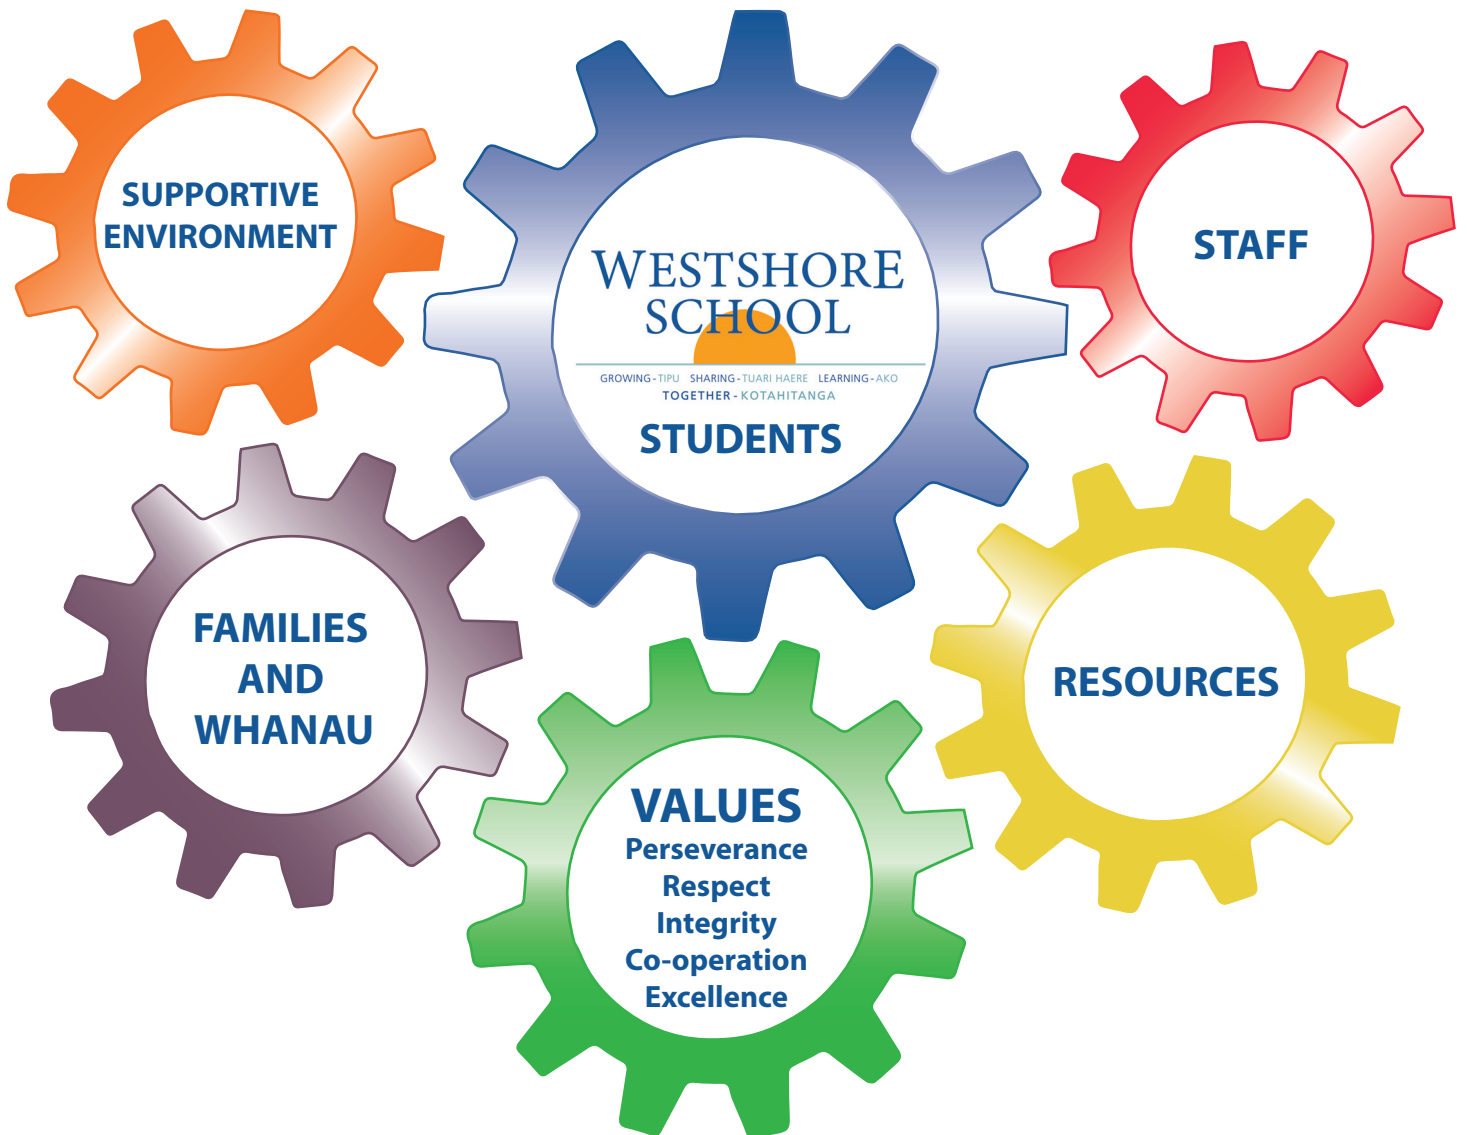 SUPPORTIVE
ENVIRONMENT
WESTSHORE
SCHOOL
GROWING - TIPU SHARING - TUARI HAERE LEARNING - AKO
TOGETHER - KOTAHITANGA
STUDENTS
STAFF
FAMILIES
AND
WHANAU
VALUES
Perseverance
Respect
Integrity
Co-operation
Excellence
RESOURCES